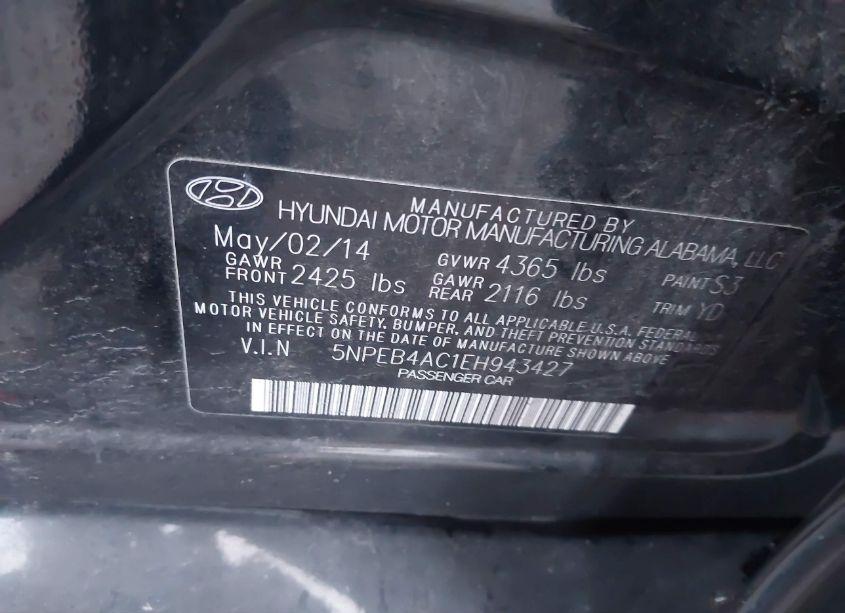 MANUFACTURED BY
HYUNDAI MOTOR MANUFACTURING ALABAMA, LLC
May/02/14 GVWR 4365 lbs PAINT S3
GAWR FRONT 2425 lbs GAWR REAR 2116 lbs TRIM YD
THIS VEHICLE CONFORMS TO ALL APPLICABLE U.S.A. FEDERAL
MOTOR VEHICLE SAFETY, BUMPER, AND THEFT PREVENTION STANDARDS
IN EFFECT ON THE DATE OF MANUFACTURE SHOWN ABOVE
V.I.N 5NPEB4AC1EH943427
PASSENGER CAR